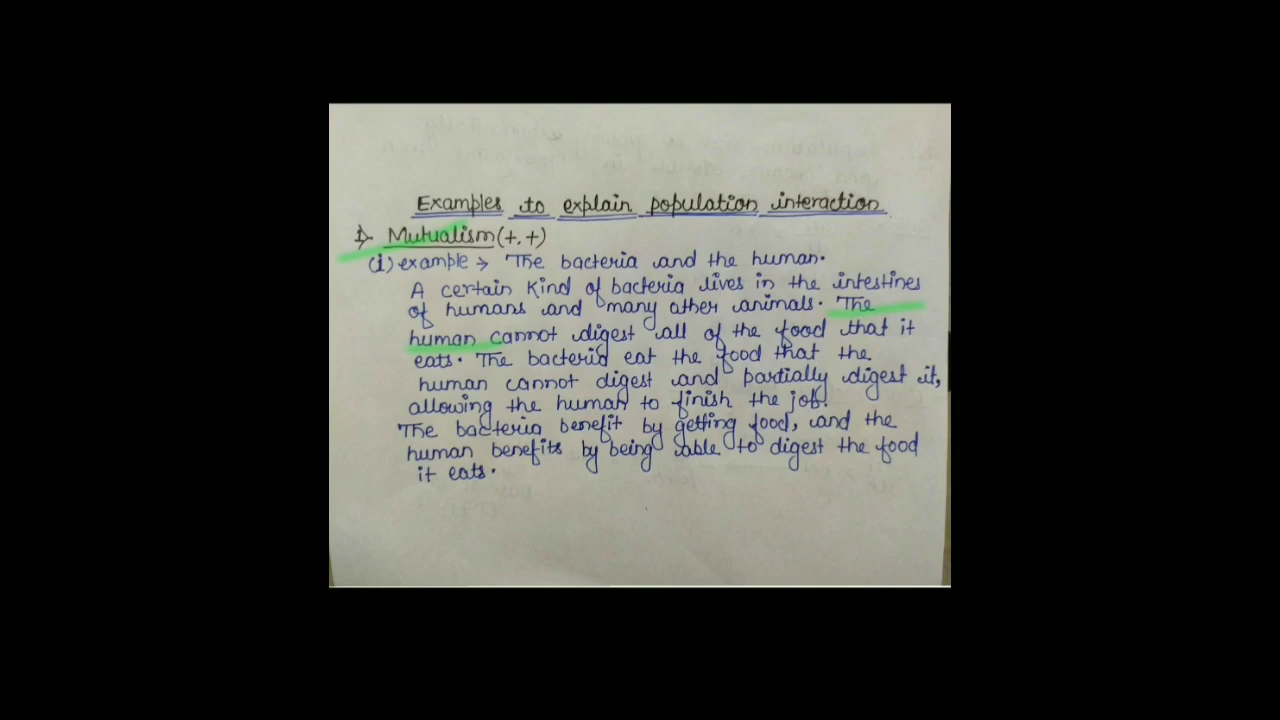 Examples to explain population interaction
1). Mutualism (+,+)
(i) example → The bacteria and the human.
A certain kind of bacteria lives in the intestines
of humans and many other animals. The
human cannot digest all of the food that it
eats. The bacteria eat the food that the
human cannot digest and partially digest it,
allowing the human to finish the job.
The bacteria benefit by getting food, and the
human benefits by being able to digest the food
it eats.